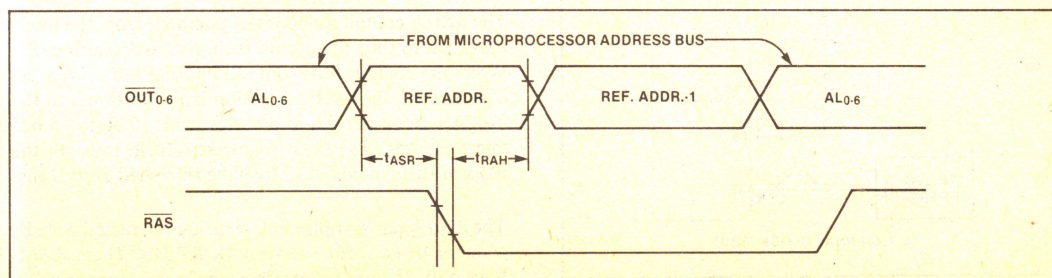 FROM MICROPROCESSOR ADDRESS BUS
OUT0-6 AL0-6 REF. ADDR. REF. ADDR.-1 AL0-6
tASR tRAH
RAS